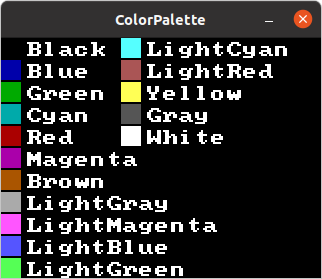 ColorPalette
Black LightCyan
Blue LightRed
Green Yellow
Cyan Gray
Red White
Magenta
Brown
LightGray
LightMagenta
LightBlue
LightGreen